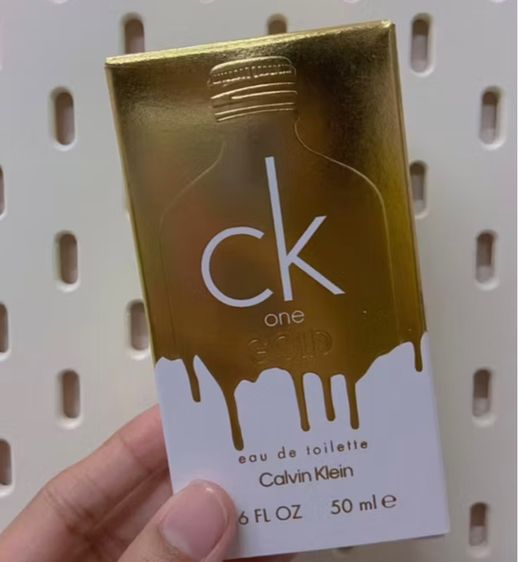 ck
one
GOLD
eau de toilette
Calvin Klein
6 FL OZ 50 ml ℮